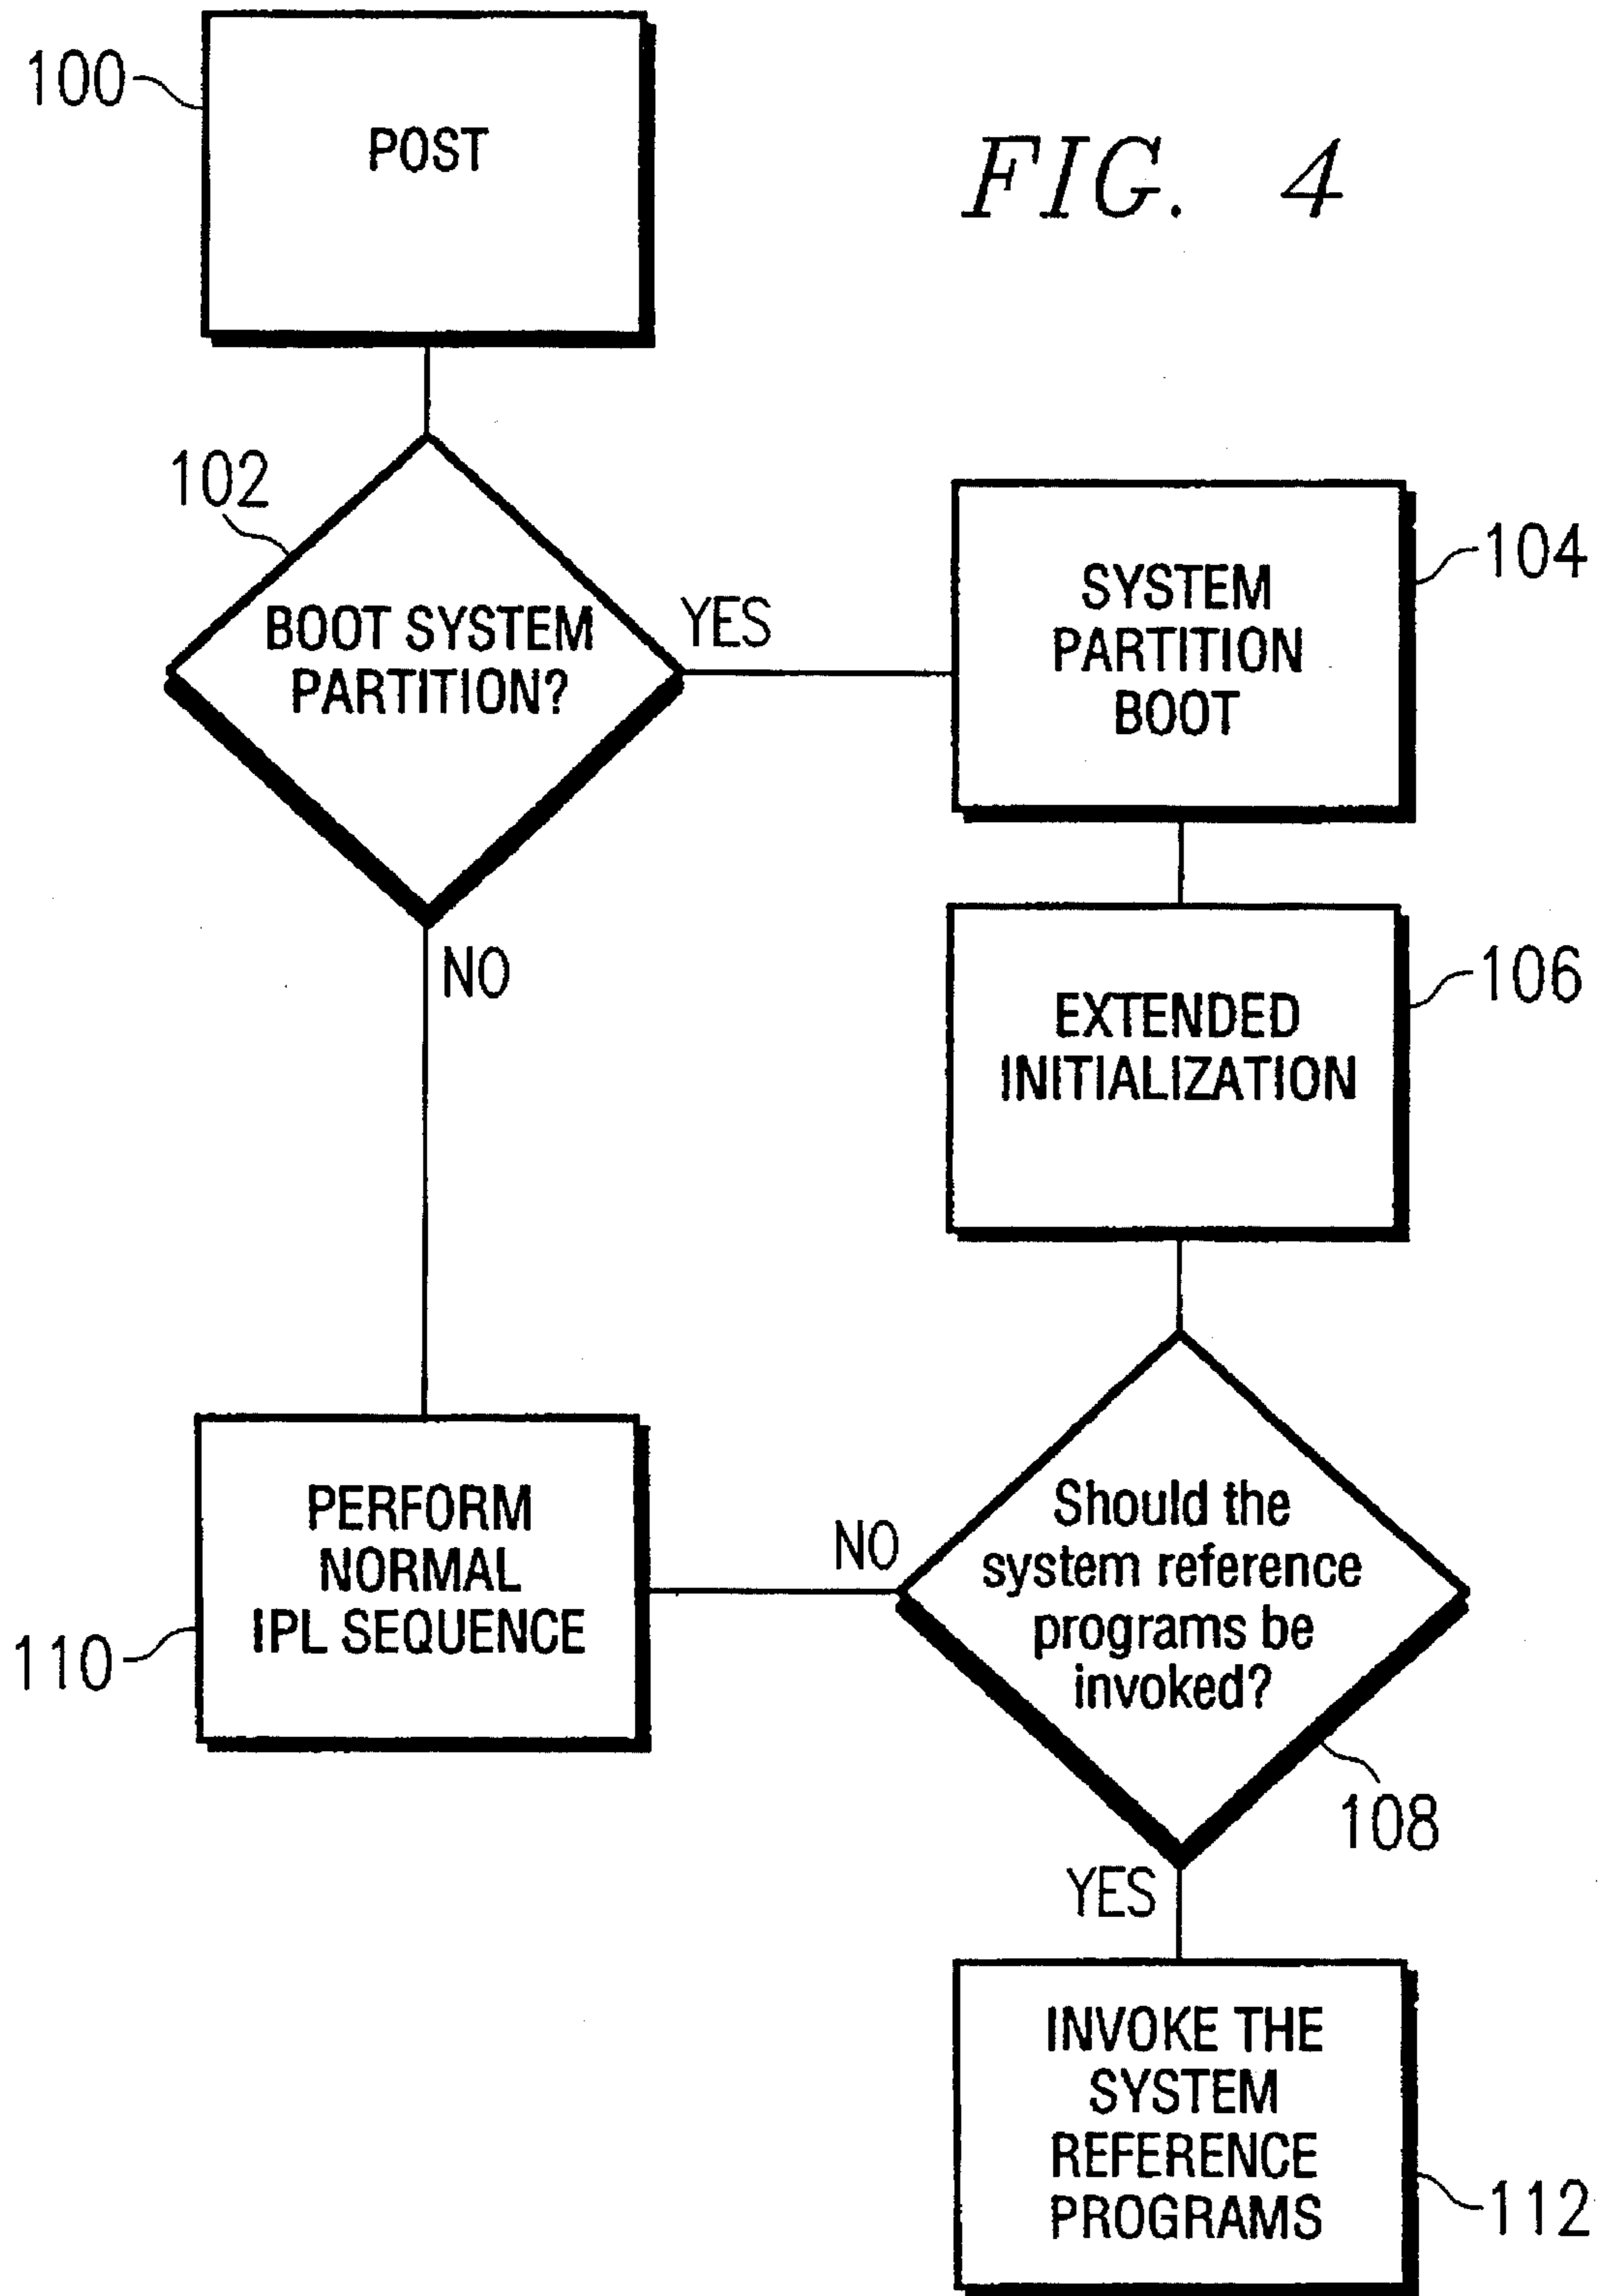 100
POST
FIG. 4
102
BOOT SYSTEM
PARTITION?
YES
NO
SYSTEM
PARTITION
BOOT
104
EXTENDED
INITIALIZATION
106
PERFORM
NORMAL
IPL SEQUENCE
110
NO
Should the
system reference
programs be
invoked?
108
YES
INVOKE THE
SYSTEM
REFERENCE
PROGRAMS
112